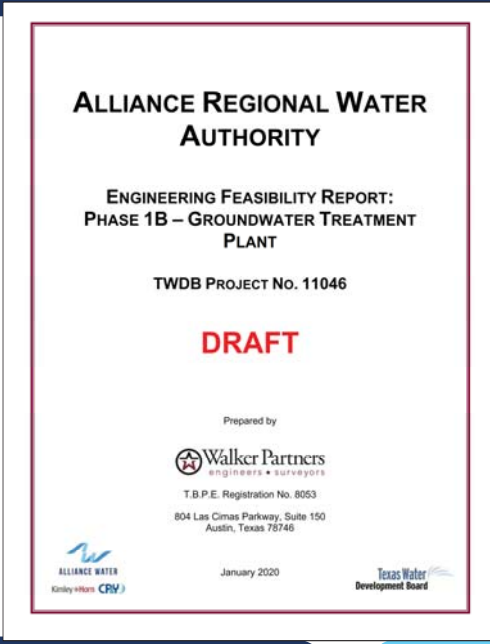 ALLIANCE REGIONAL WATER
AUTHORITY
ENGINEERING FEASIBILITY REPORT:
PHASE 1B – GROUNDWATER TREATMENT
PLANT
TWDB PROJECT NO. 11046
DRAFT
Prepared by
Walker Partners
engineers • surveyors
T.B.P.E. Registration No. 8053
804 Las Cimas Parkway, Suite 150
Austin, Texas 78746
ALLIANCE WATER
Kimley»Horn
January 2020
Texas Water
Development Board